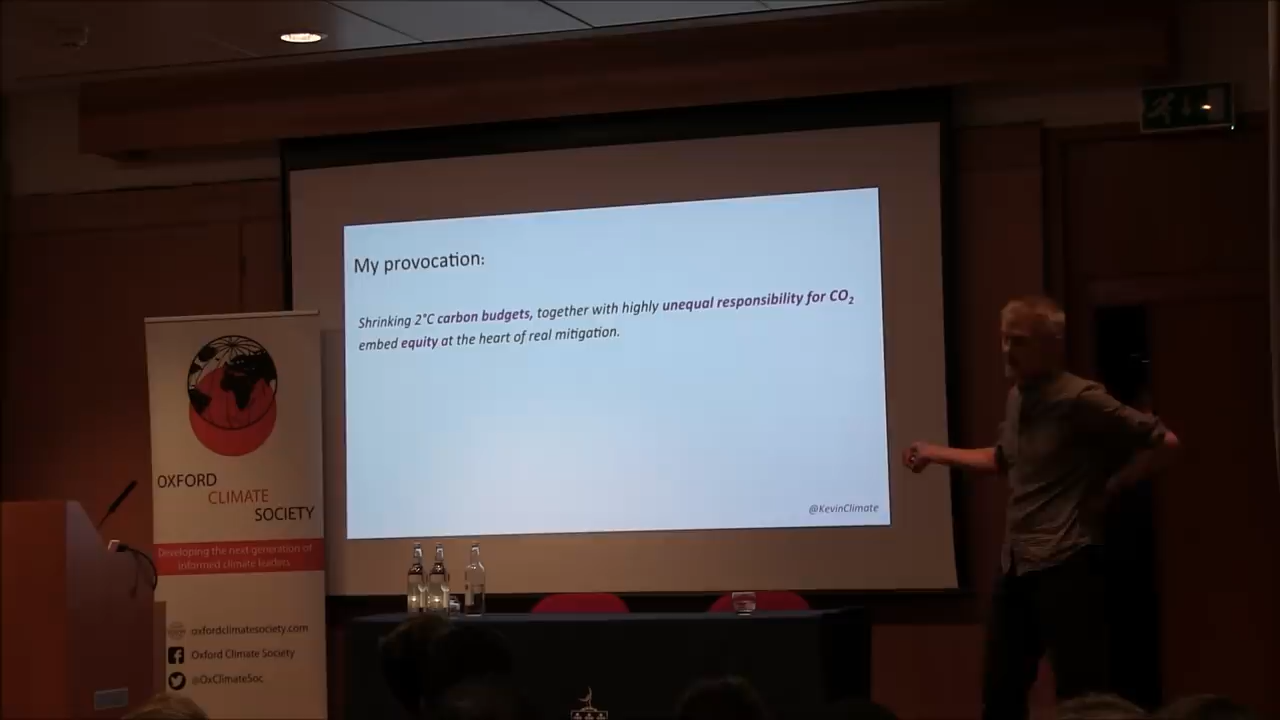 My provocation:
Shrinking 2°C carbon budgets, together with highly unequal responsibility for CO₂
embed equity at the heart of real mitigation.
@KevinClimate
OXFORD
CLIMATE
SOCIETY
Developing the next generation of
informed climate leaders
oxfordclimatesociety.com
Oxford Climate Society
@OxClimateSoc